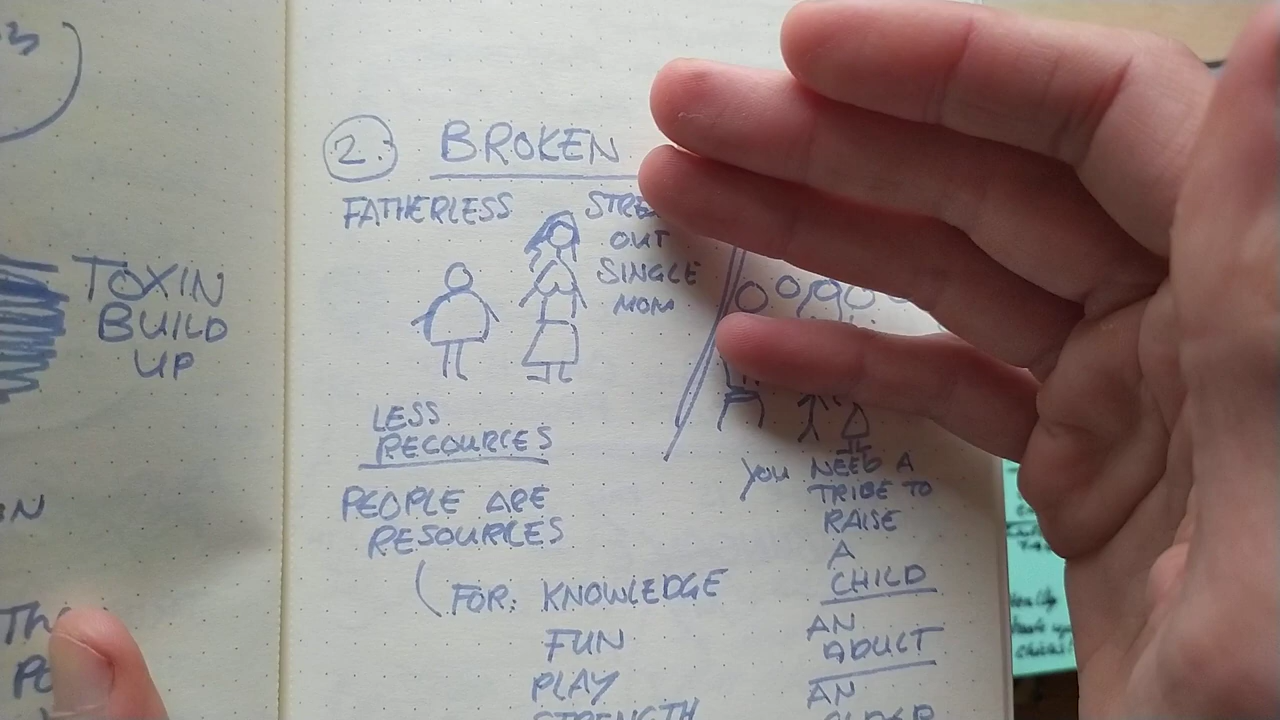 TOXIN
BUILD
UP
2.
BROKEN
FATHERLESS
OUT
SINGLE
MOM
LESS
RECOURCES
PEOPLE ARE
RESOURCES
FOR: KNOWLEDGE
FUN
PLAY
STRENGTH
YOU NEED A
TRIBE TO
RAISE
A
CHILD
AN
ADULT
AN